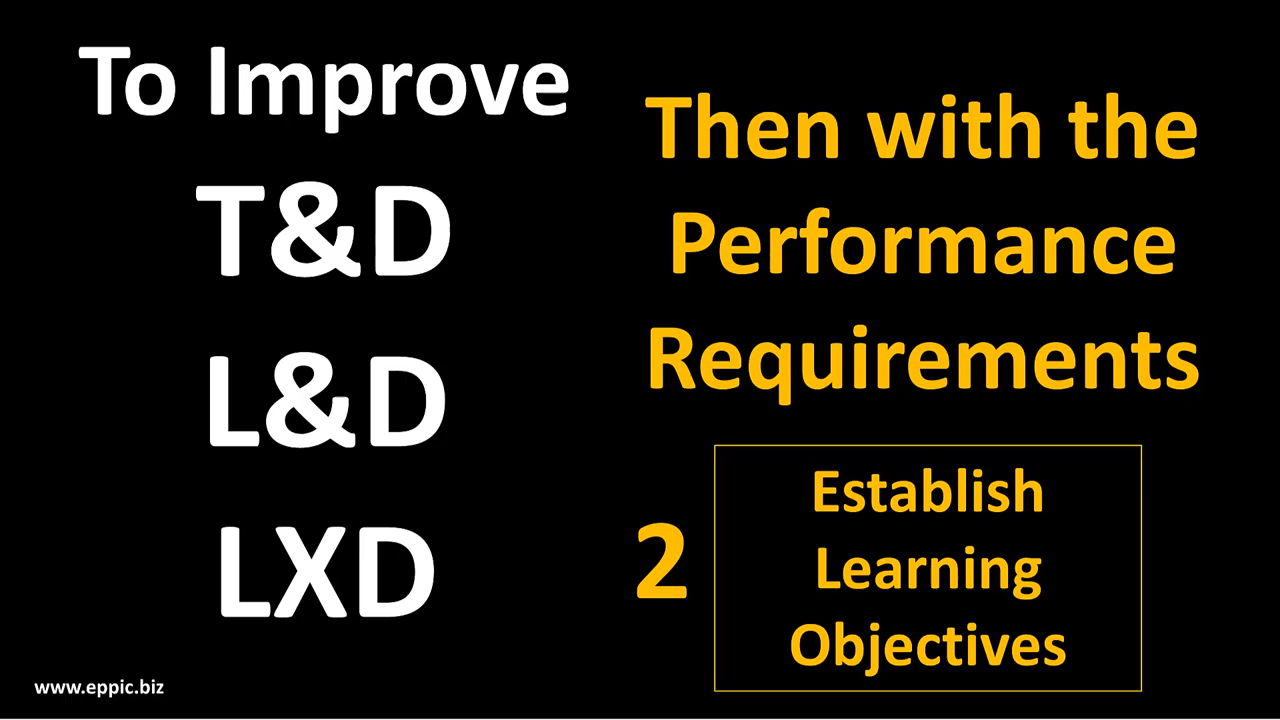 To Improve
T&D
L&D
LXD
www.eppic.biz
Then with the
Performance
Requirements
2
Establish
Learning
Objectives